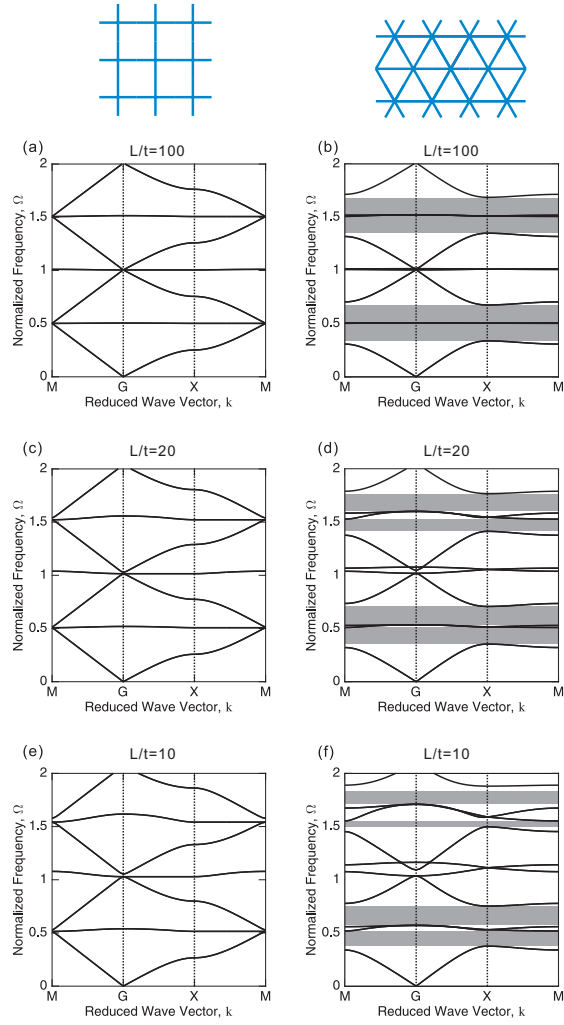 (a)
L/t=100
Normalized Frequency, Ω
2
1.5
1
0.5
0
M G X M
Reduced Wave Vector, k
(b)
L/t=100
Normalized Frequency, Ω
2
1.5
1
0.5
0
M G X M
Reduced Wave Vector, k
(c)
L/t=20
Normalized Frequency, Ω
2
1.5
1
0.5
0
M G X M
Reduced Wave Vector, k
(d)
L/t=20
Normalized Frequency, Ω
2
1.5
1
0.5
0
M G X M
Reduced Wave Vector, k
(e)
L/t=10
Normalized Frequency, Ω
2
1.5
1
0.5
0
M G X M
Reduced Wave Vector, k
(f)
L/t=10
Normalized Frequency, Ω
2
1.5
1
0.5
0
M G X M
Reduced Wave Vector, k